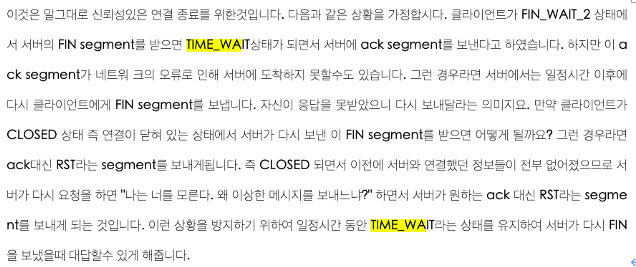 이것은 말그대로 신뢰성있은 연결 종료를 위한것입니다. 다음과 같은 상황을 가정합시다. 클라이언트가 FIN_WAIT_2 상태에
서 서버의 FIN segment를 받으면 TIME_WAIT상태가 되면서 서버에 ack segment를 보낸다고 하였습니다. 하지만 이 a
ck segment가 네트워 크의 오류로 인해 서버에 도착하지 못할수도 있습니다. 그런 경우라면 서버에서는 일정시간 이후에
다시 클라이언트에게 FIN segment를 보냅니다. 자신이 응답을 못받았으니 다시 보내달라는 의미지요. 만약 클라이언트가
CLOSED 상태 즉 연결이 닫혀 있는 상태에서 서버가 다시 보낸 이 FIN segment를 받으면 어떻게 될까요? 그런 경우라면
ack대신 RST라는 segment를 보내게됩니다. 즉 CLOSED 되면서 이전에 서버와 연결했던 정보들이 전부 없어졌으므로 서
버가 다시 요청을 하면 "나는 너를 모른다. 왜 이상한 메시지를 보내느냐?" 하면서 서버가 원하는 ack 대신 RST라는 segme
nt를 보내게 되는 것입니다. 이런 상황을 방지하기 위하여 일정시간 동안 TIME_WAIT라는 상태를 유지하여 서버가 다시 FIN
을 보냈을때 대답할수 있게 해줍니다.